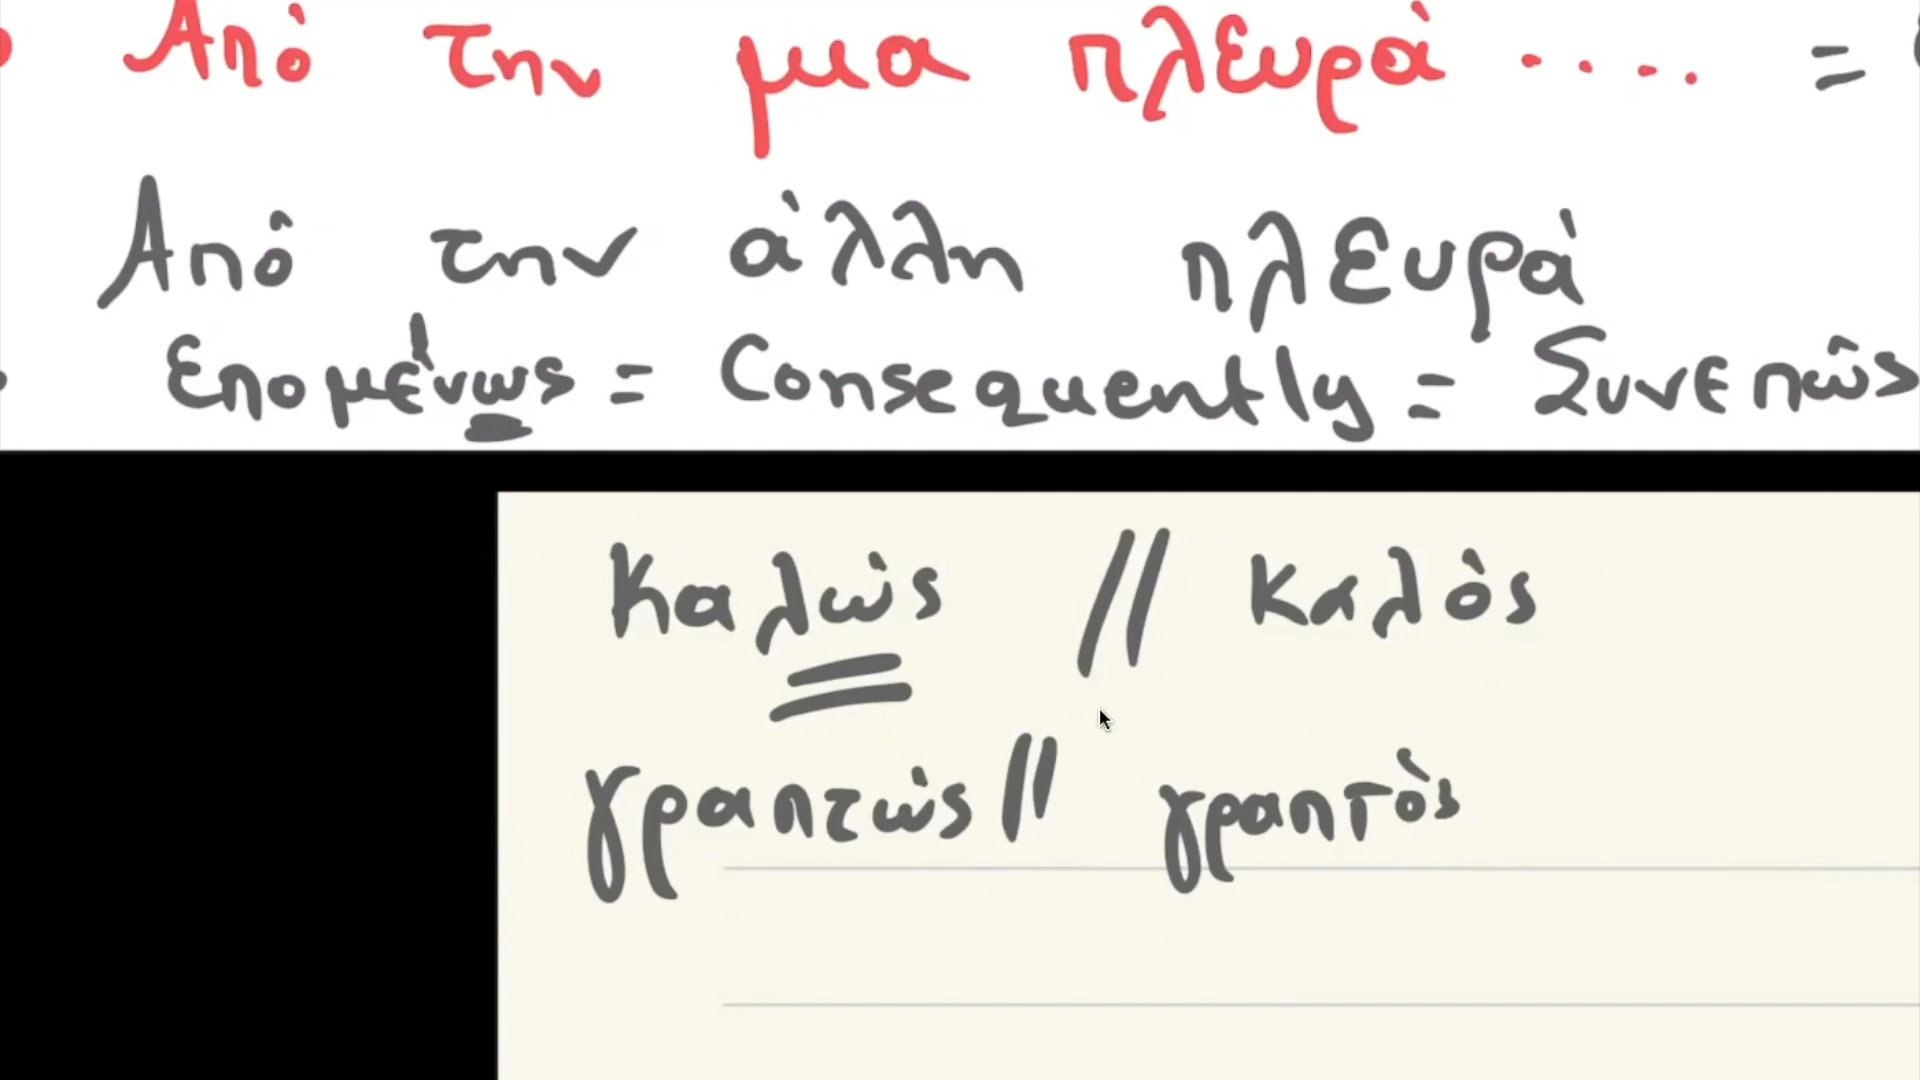 Από την μια πλευρά .... =
Από την άλλη πλευρά
Επομένως = Consequently = Συνεπώς
Καλώς // Καλός
γραπτώς // γραπτός